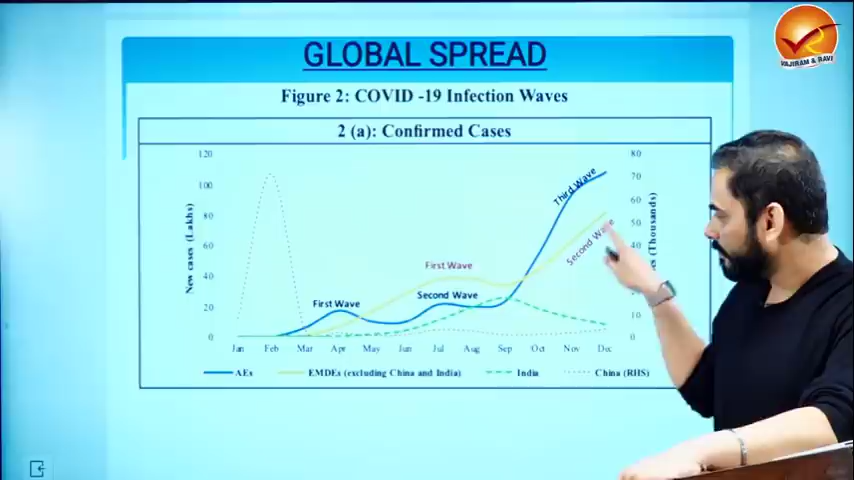 GLOBAL SPREAD
VAJIRAM & RAVI
Figure 2: COVID -19 Infection Waves
2 (a): Confirmed Cases
120
100
80
60
40
20
0
New cases (Lakhs)
80
70
60
50
40
10
0
(Thousands)
First Wave
First Wave
Second Wave
Third Wave
Second Wave
Jan Feb Mar Apr May Jun Jul Aug Sep Oct Nov Dec
AEs EMDEs (excluding China and India) India China (RHS)